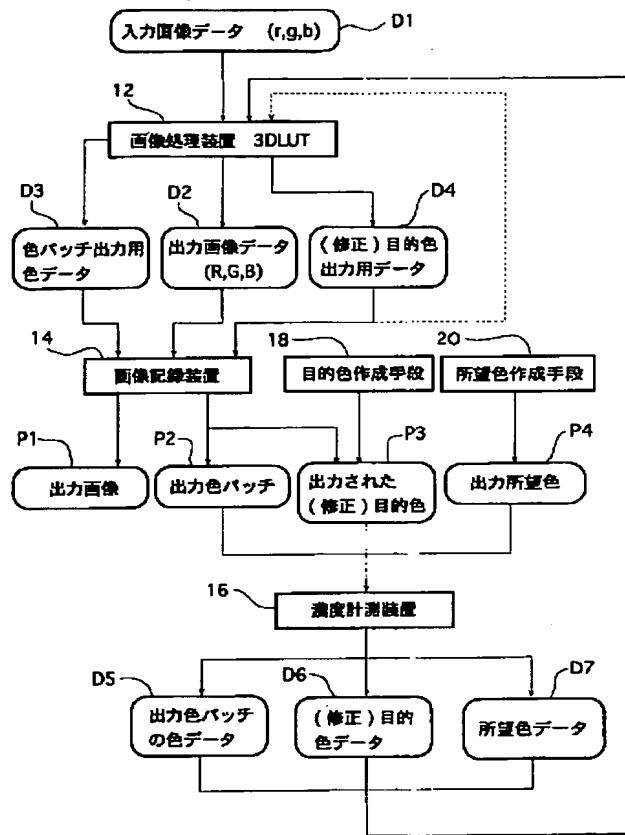 入力画像データ (r,g,b)
D1
12
画像処理装置 3DLUT
D3
D2
D4
色パッチ出力用
色データ
出力画像データ
(R,G,B)
(修正)目的色
出力用データ
14
画像記録装置
18
目的色作成手段
20
所望色作成手段
P1
出力画像
P2
出力色パッチ
P3
出力された
(修正)目的色
P4
出力所望色
16
濃度計測装置
D5
出力色パッチ
の色データ
D6
(修正)目的
色データ
D7
所望色データ